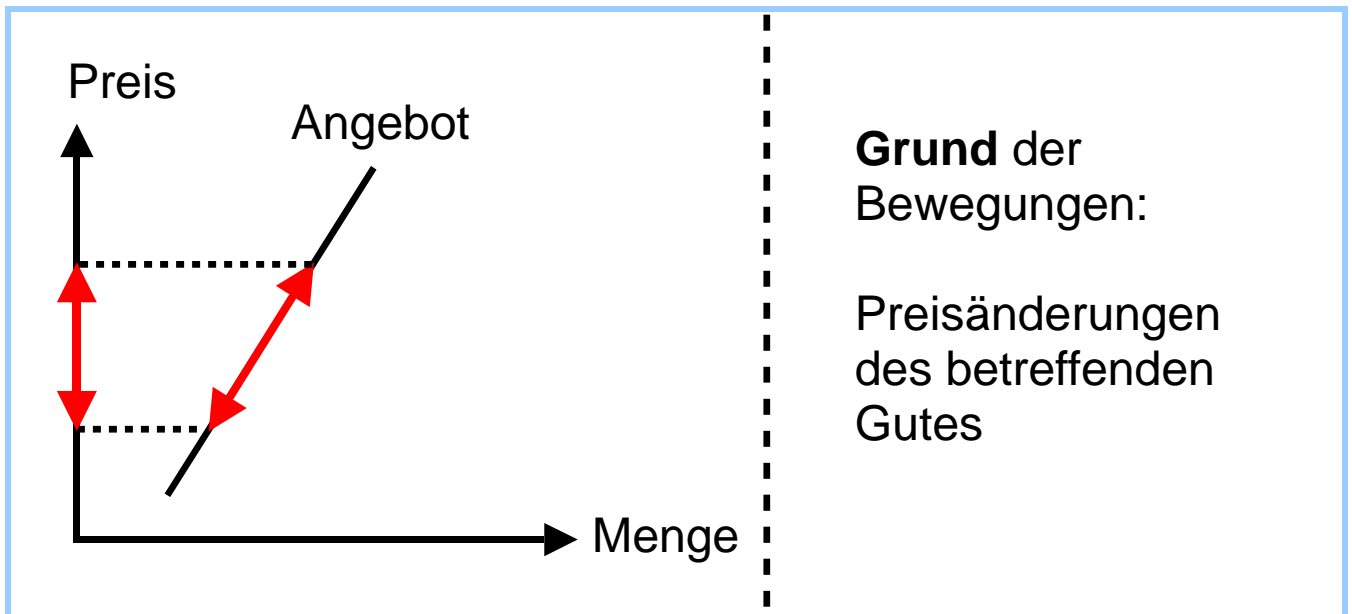 Preis
Angebot
Menge
Grund der
Bewegungen:
Preisänderungen
des betreffenden
Gutes